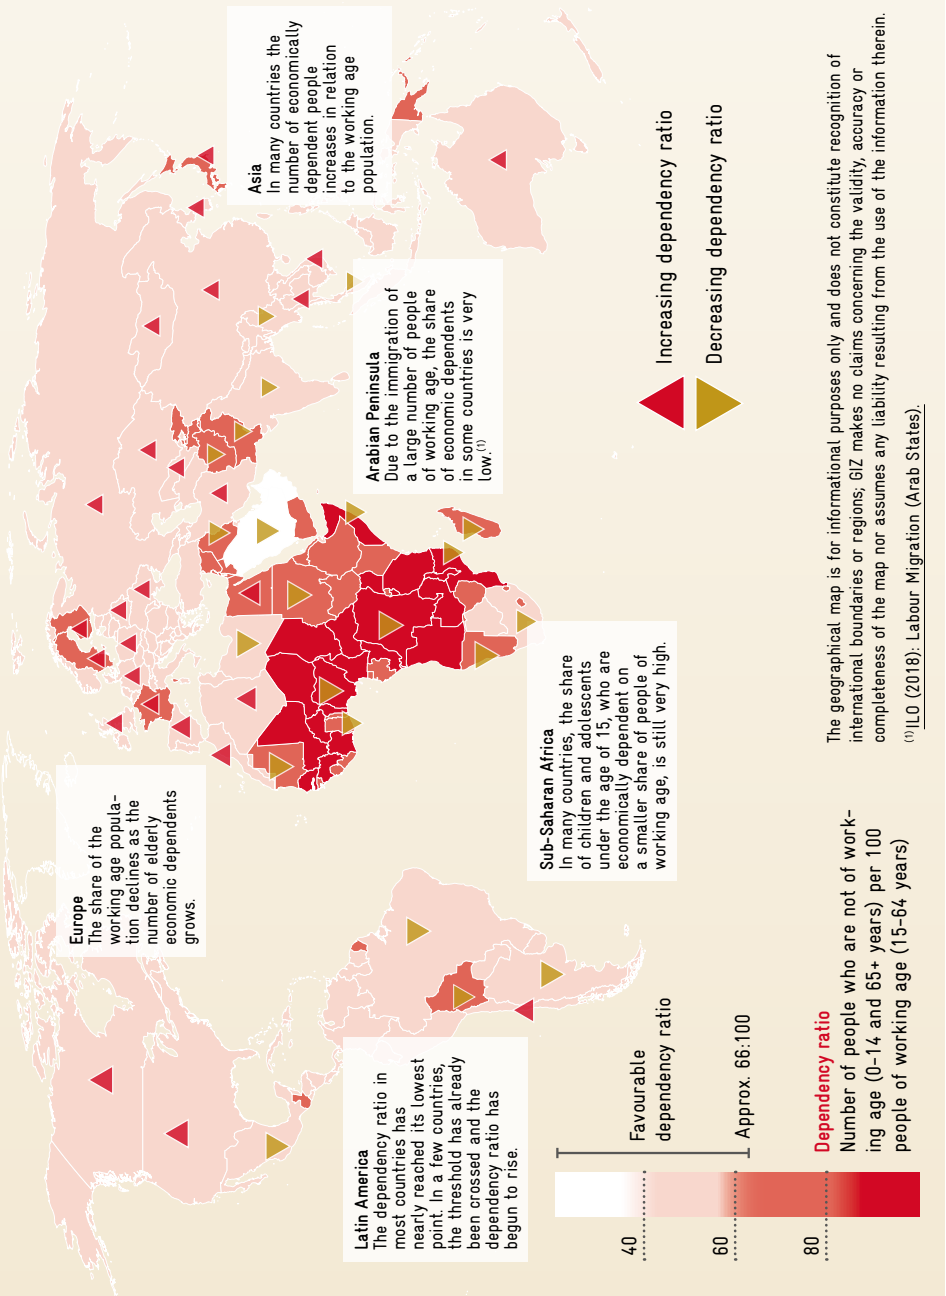 Europe
The share of the
working age popula-
tion declines as the
number of elderly
economic dependents
grows.
Asia
In many countries the
number of economically
dependent people
increases in relation
to the working age
population.
Latin America
The dependency ratio in
most countries has
nearly reached its lowest
point. In a few countries,
the threshold has already
been crossed and the
dependency ratio has
begun to rise.
Arabian Peninsula
Due to the immigration of
a large number of people
of working age, the share
of economic dependents
in some countries is very
low.(1)
Sub-Saharan Africa
In many countries, the share
of children and adolescents
under the age of 15, who are
economically dependent on
a smaller share of people of
working age, is still very high.
40
60
80
Favourable
dependency ratio
Approx. 66:100
Increasing dependency ratio
Decreasing dependency ratio
Dependency ratio
Number of people who are not of work-
ing age (0–14 and 65+ years) per 100
people of working age (15–64 years)
The geographical map is for informational purposes only and does not constitute recognition of
international boundaries or regions; GIZ makes no claims concerning the validity, accuracy or
completeness of the map nor assumes any liability resulting from the use of the information therein.
(1)ILO (2018): Labour Migration (Arab States).